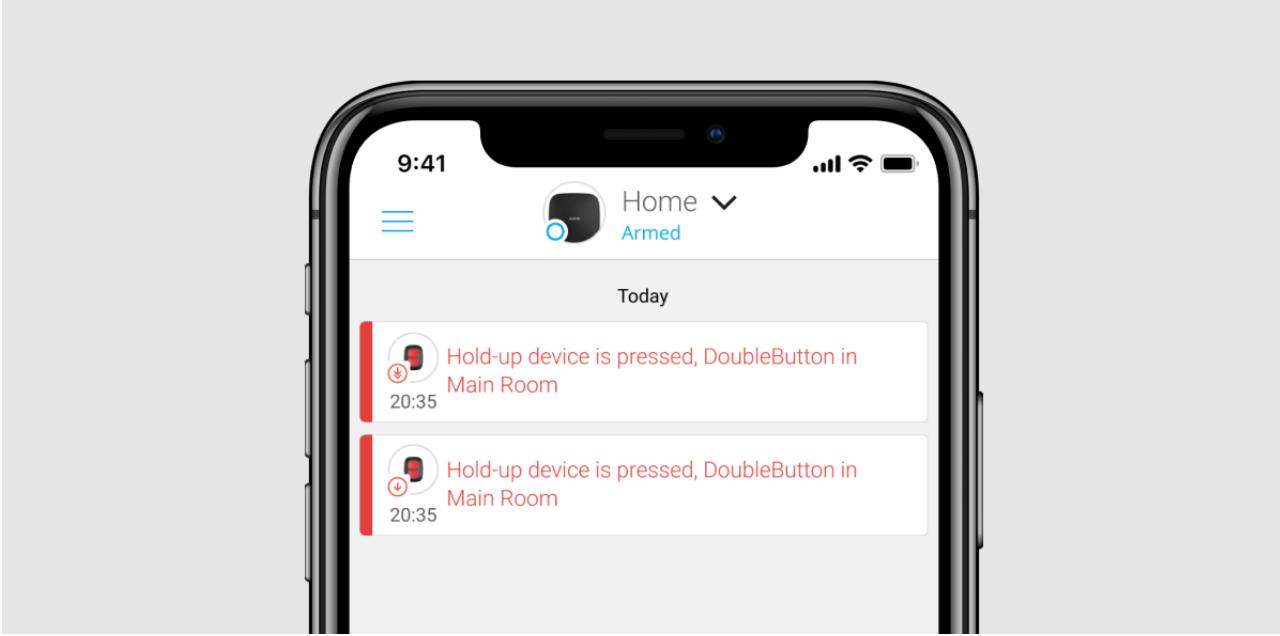 9:41
Home
Armed
Today
Hold-up device is pressed, DoubleButton in
Main Room
20:35
Hold-up device is pressed, DoubleButton in
Main Room
20:35